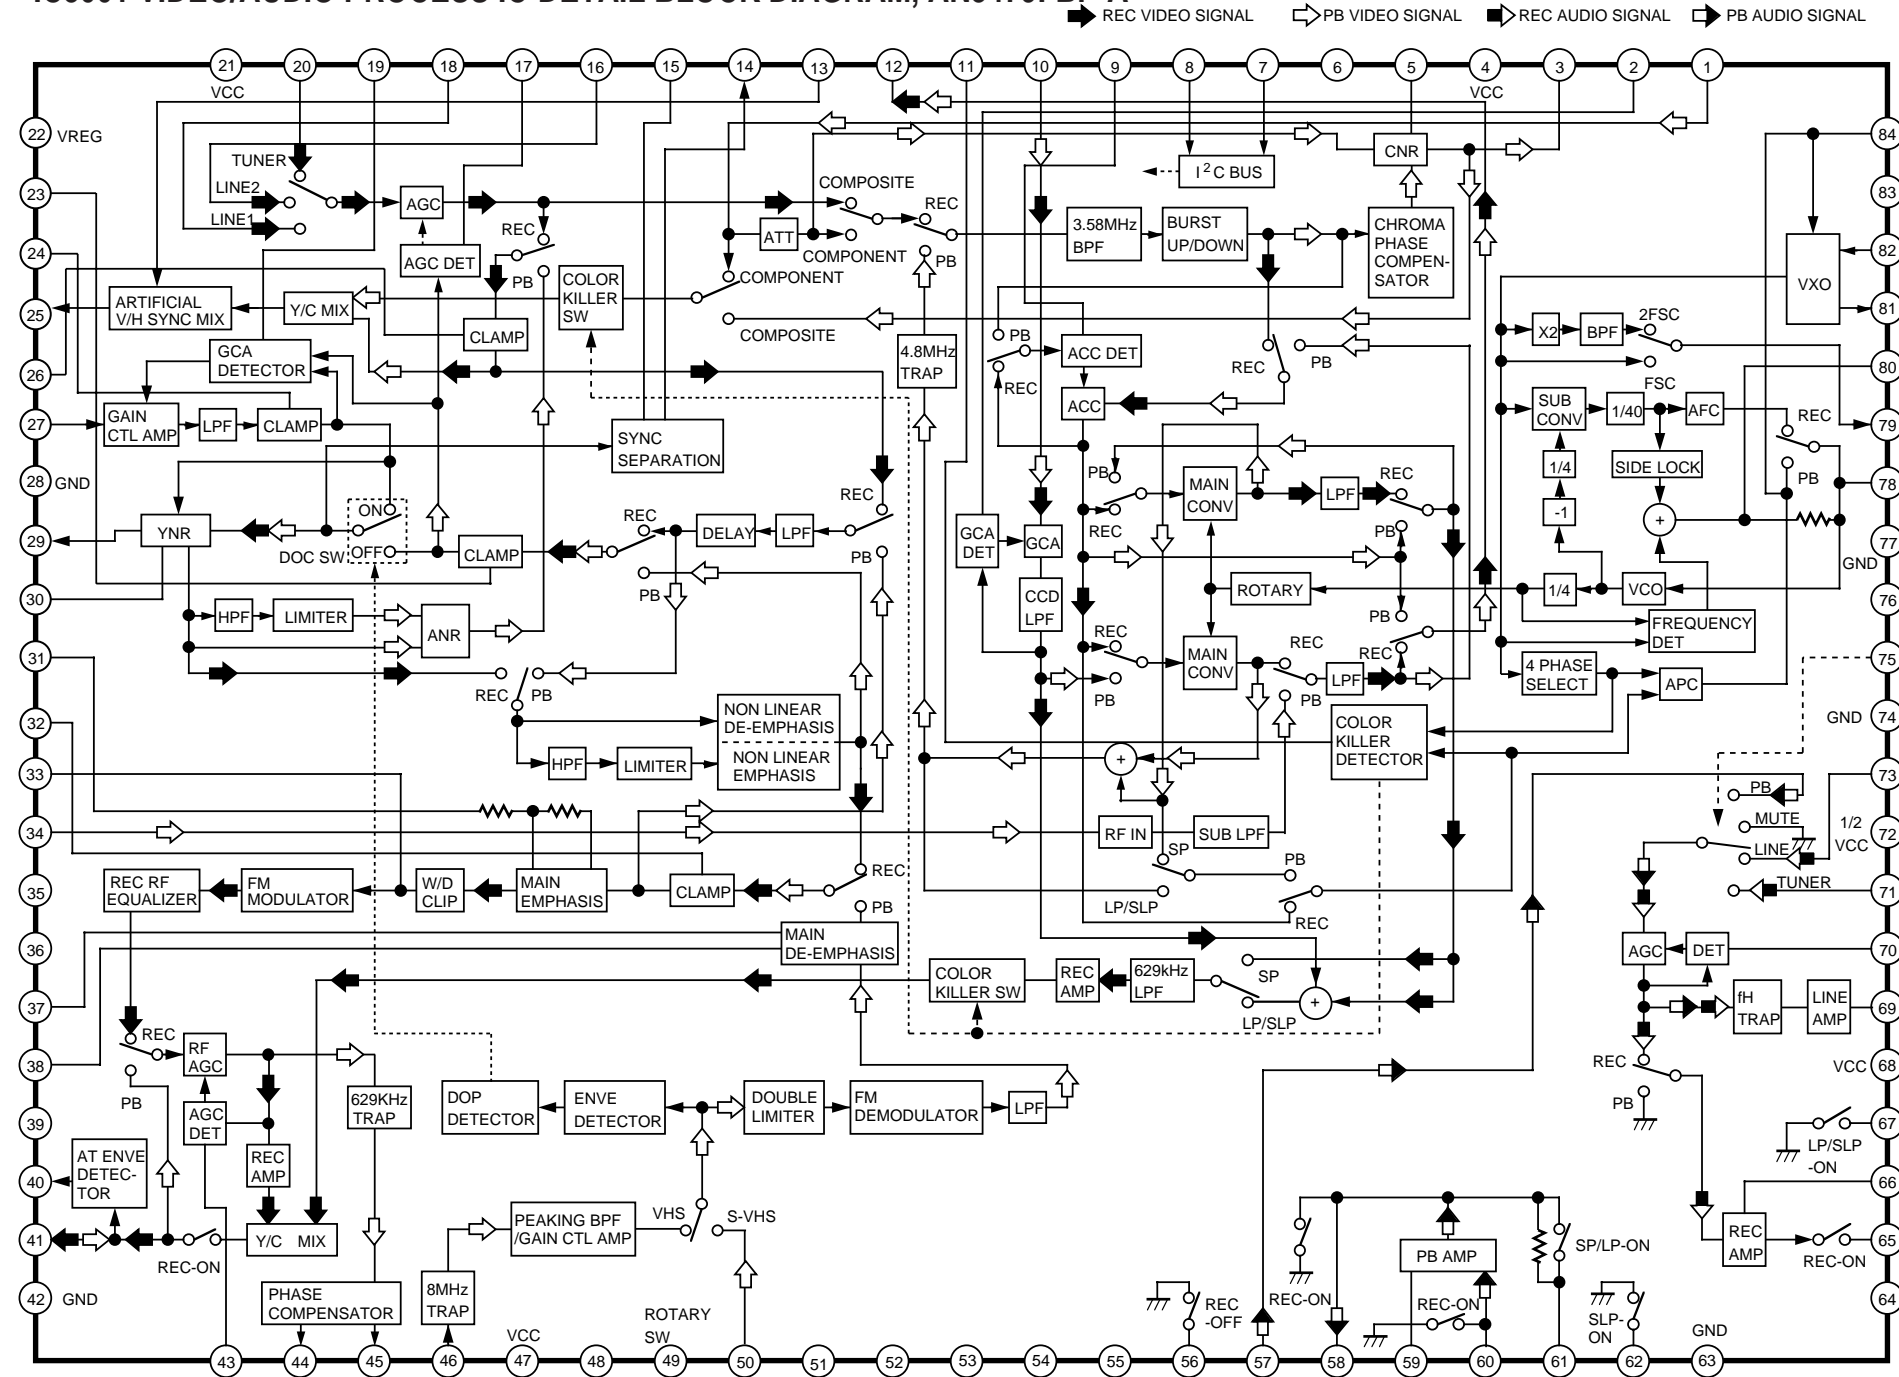 REC VIDEO SIGNAL
PB VIDEO SIGNAL
REC AUDIO SIGNAL
PB AUDIO SIGNAL
21 20 19 18 17 16 15 14 13 12 11 10 9 8 7 6 5 4 3 2 1
VCC
VCC
22 VREG
84
TUNER
LINE2
LINE1
AGC
AGC DET
REC
PB
COMPOSITE
COMPONENT
ATT
REC
PB
I2C BUS
CNR
3.58MHz
BPF
BURST
UP/DOWN
CHROMA
PHASE
COMPEN-
SATOR
83
23
24
82
VXO
81
25
ARTIFICIAL
V/H SYNC MIX
Y/C MIX
CLAMP
COLOR
KILLER
SW
COMPONENT
COMPOSITE
4.8MHz
TRAP
PB
REC
ACC DET
ACC
REC
PB
X2
BPF
2FSC
FSC
80
26
GCA
DETECTOR
27
GAIN
CTL AMP
LPF
CLAMP
SYNC
SEPARATION
SUB
CONV
1/40
AFC
REC
PB
79
28 GND
1/4
-1
SIDE LOCK
+
78
PB
REC
MAIN
CONV
LPF
REC
PB
29
YNR
ON
OFF
DOC SW
CLAMP
REC
PB
DELAY
LPF
REC
PB
GCA
DET
GCA
77
GND
30
CCD
LPF
ROTARY
1/4
VCO
76
HPF
LIMITER
ANR
FREQUENCY
DET
31
REC
PB
REC
PB
MAIN
CONV
REC
PB
LPF
PB
REC
4 PHASE
SELECT
APC
75
32
NON LINEAR
DE-EMPHASIS
NON LINEAR
EMPHASIS
HPF
LIMITER
+
COLOR
KILLER
DETECTOR
GND 74
33
73
PB
MUTE
LINE
TUNER
1/2
VCC
72
34
RF IN
SUB LPF
SP
LP/SLP
PB
REC
71
35
REC RF
EQUALIZER
FM
MODULATOR
W/D
CLIP
MAIN
EMPHASIS
CLAMP
REC
PB
36
MAIN
DE-EMPHASIS
AGC
DET
70
37
COLOR
KILLER SW
REC
AMP
629kHz
LPF
SP
LP/SLP
+
fH
TRAP
LINE
AMP
69
38
REC
PB
RF
AGC
AGC
DET
629KHz
TRAP
DOP
DETECTOR
ENVE
DETECTOR
DOUBLE
LIMITER
FM
DEMODULATOR
LPF
REC
PB
VCC 68
39
67
LP/SLP
-ON
40
AT ENVE
DETEC-
TOR
REC
AMP
66
41
REC-ON
Y/C MIX
PEAKING BPF
/GAIN CTL AMP
VHS
S-VHS
PB AMP
SP/LP-ON
REC
AMP
REC-ON
65
42 GND
PHASE
COMPENSATOR
8MHz
TRAP
ROTARY
SW
REC
-OFF
REC-ON
REC-ON
SLP-
ON
64
VCC
GND
43 44 45 46 47 48 49 50 51 52 53 54 55 56 57 58 59 60 61 62 63